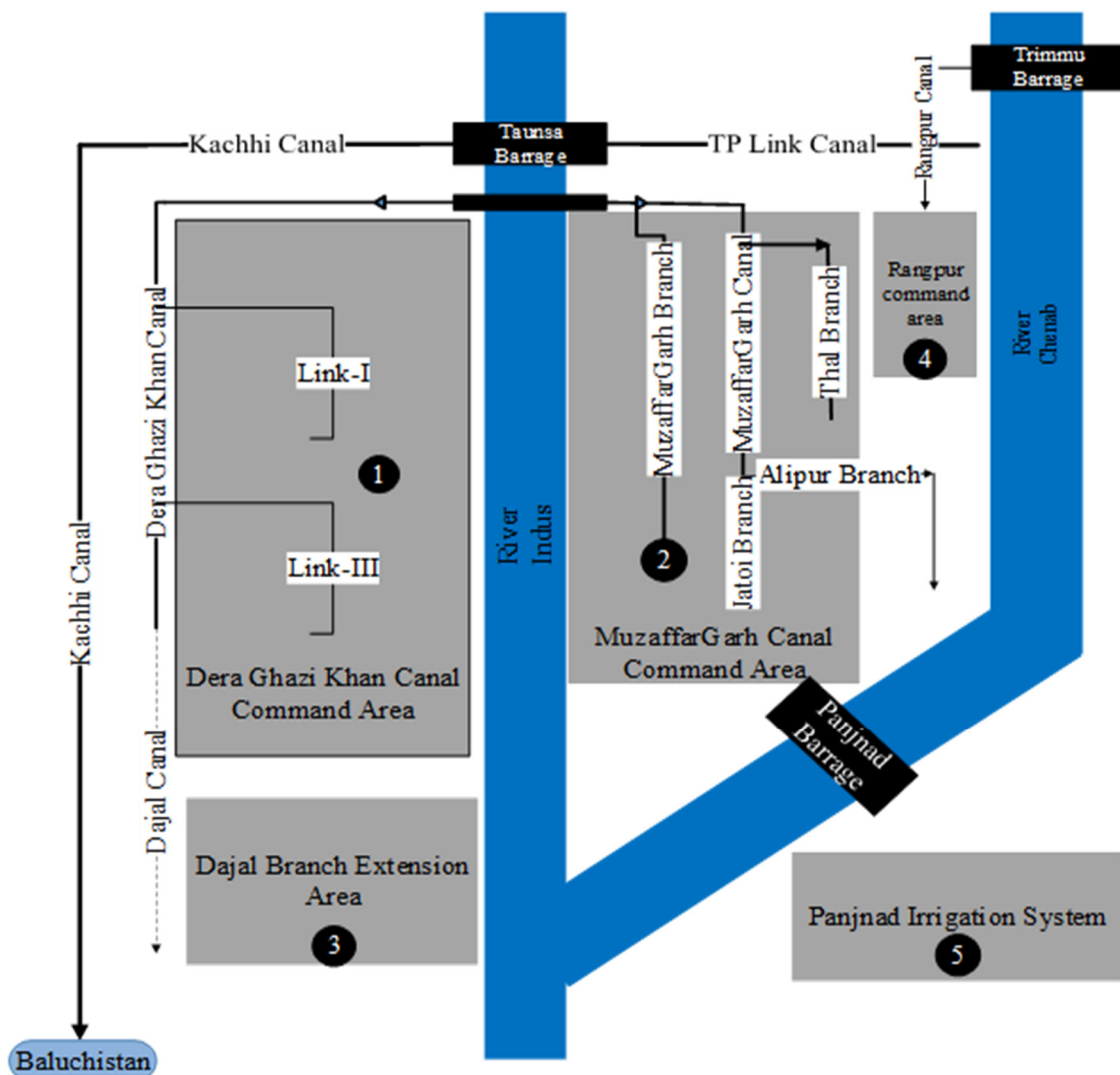 Trimmu
Barrage
Rangpur Canal
Kachhi Canal
Taunsa
Barrage
TP Link Canal
Dera Ghazi Khan Canal
Link-I
1
Link-III
Dera Ghazi Khan Canal
Command Area
Kachhi Canal
Dajal Canal
Dajal Branch Extension
Area
3
Baluchistan
River
Indus
MuzaffarGarh Branch
2
MuzaffarGarh Canal
Thal Branch
Alipur Branch
Jatoi Branch
MuzaffarGarh Canal
Command Area
Rangpur
command
area
4
River
Chenab
Panjnad
Barrage
Panjnad Irrigation System
5